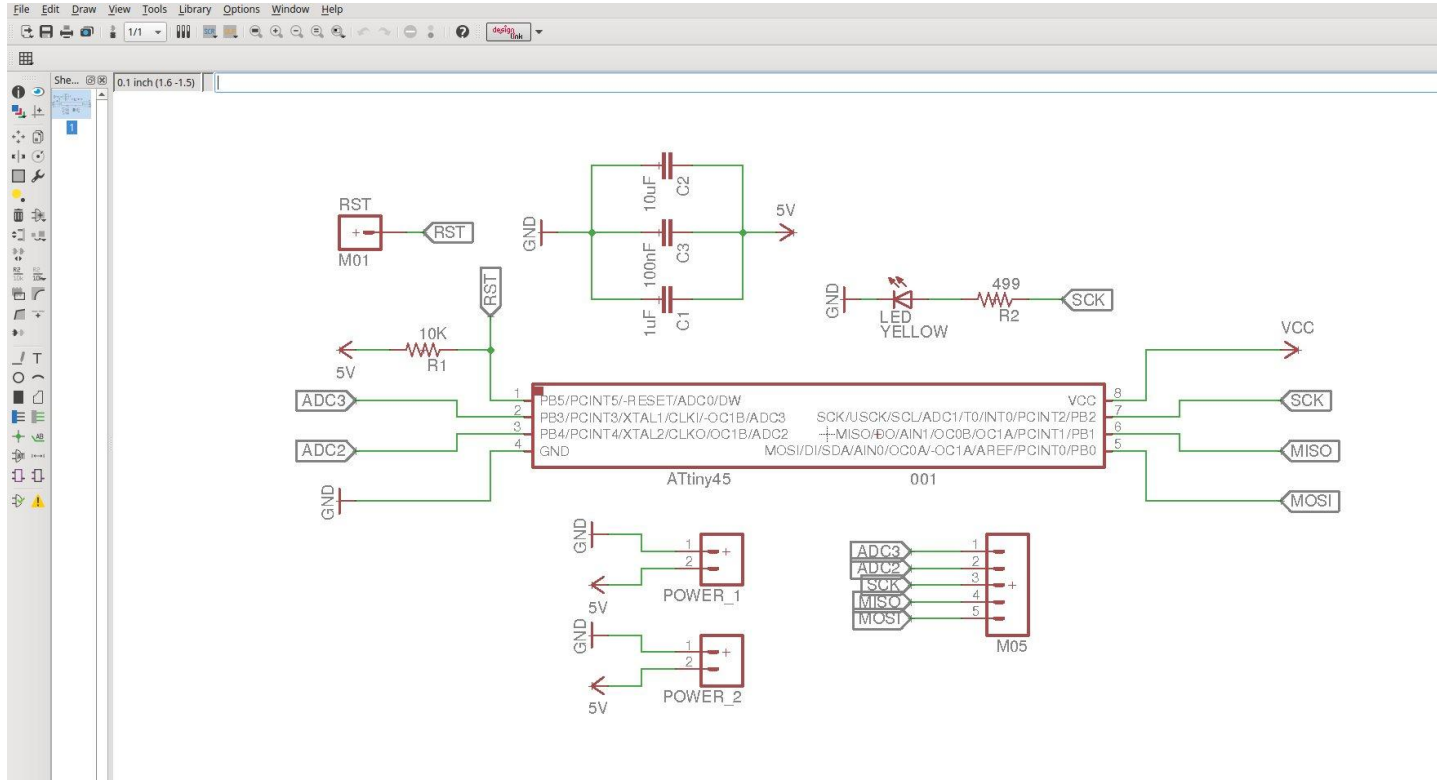 File Edit Draw View Tools Library Options Window Help
1/1
design link
She...
0.1 inch (1.6 -1.5)
1
10uF
C2
RST
RST
M01
GND
100nF
C3
5V
RST
1uF
C1
GND
LED
YELLOW
499
R2
SCK
10K
R1
5V
VCC
ADC3
1
PB5/PCINT5/-RESET/ADC0/DW
VCC
8
2
PB3/PCINT3/XTAL1/CLKI/-OC1B/ADC3
SCK/USCK/SCL/ADC1/T0/INT0/PCINT2/PB2
7
SCK
3
PB4/PCINT4/XTAL2/CLKO/OC1B/ADC2
MISO/DO/AIN1/OC0B/OC1A/PCINT1/PB1
6
ADC2
4
GND
MOSI/DI/SDA/AIN0/OC0A/-OC1A/AREF/PCINT0/PB0
5
MISO
ATtiny45
001
GND
MOSI
GND
1
2
5V
POWER_1
GND
1
2
5V
POWER_2
ADC3
1
ADC2
2
SCK
3
MISO
4
MOSI
5
M05